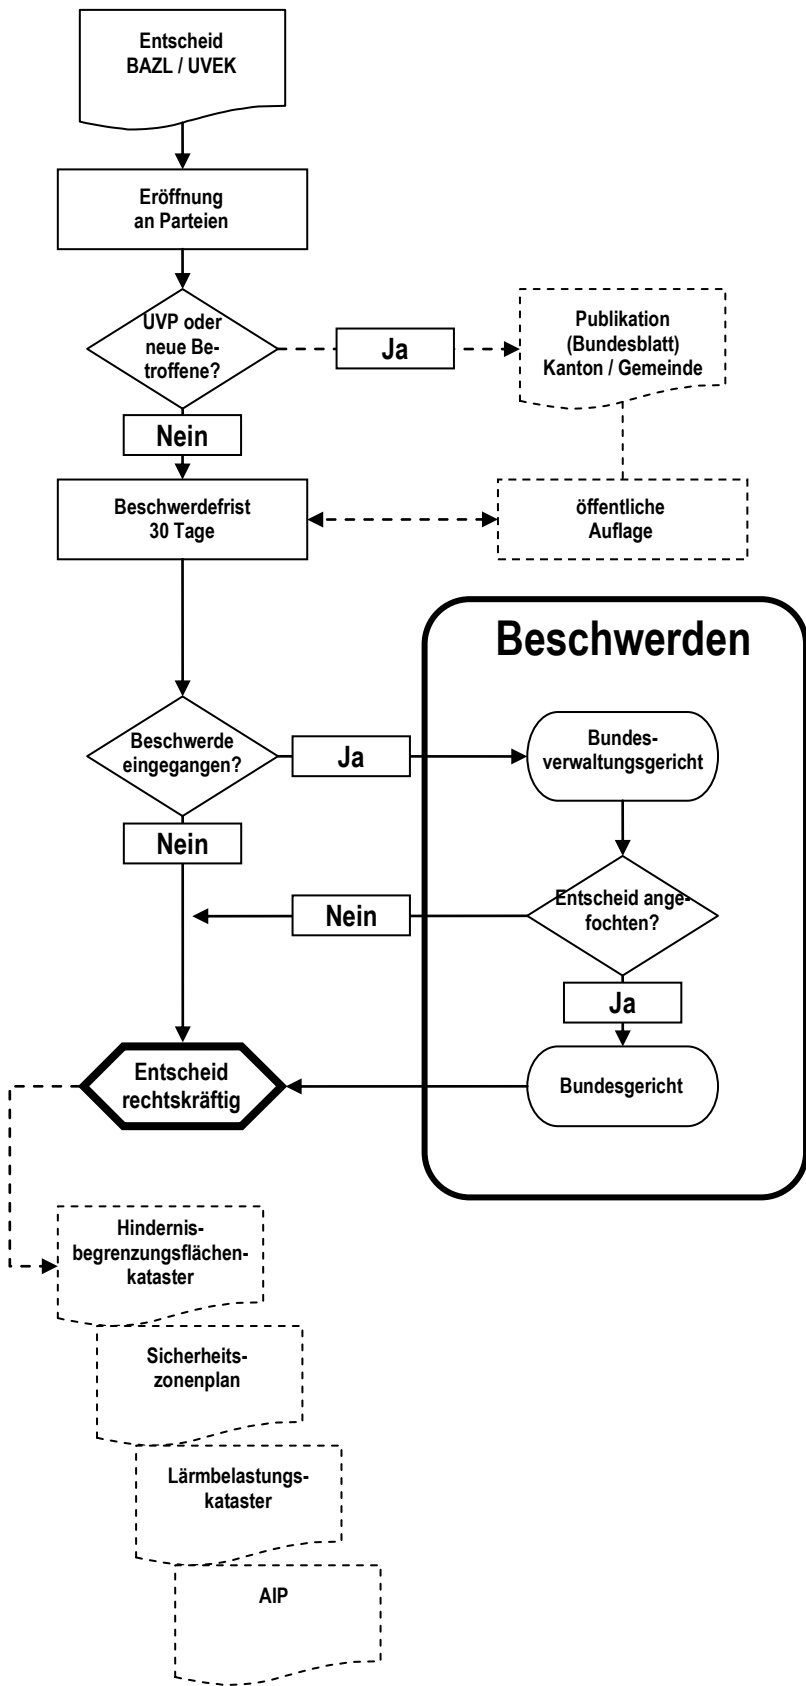 Entscheid
BAZL / UVEK
Eröffnung
an Parteien
UVP oder
neue Be-
troffene?
Ja
Publikation
(Bundesblatt)
Kanton / Gemeinde
Nein
Beschwerdefrist
30 Tage
öffentliche
Auflage
Beschwerden
Beschwerde
eingegangen?
Ja
Bundes-
verwaltungsgericht
Nein
Entscheid ange-
fochten?
Nein
Ja
Entscheid
rechtskräftig
Bundesgericht
Hindernis-
begrenzungsflächen-
kataster
Sicherheits-
zonenplan
Lärmbelastungs-
kataster
AIP